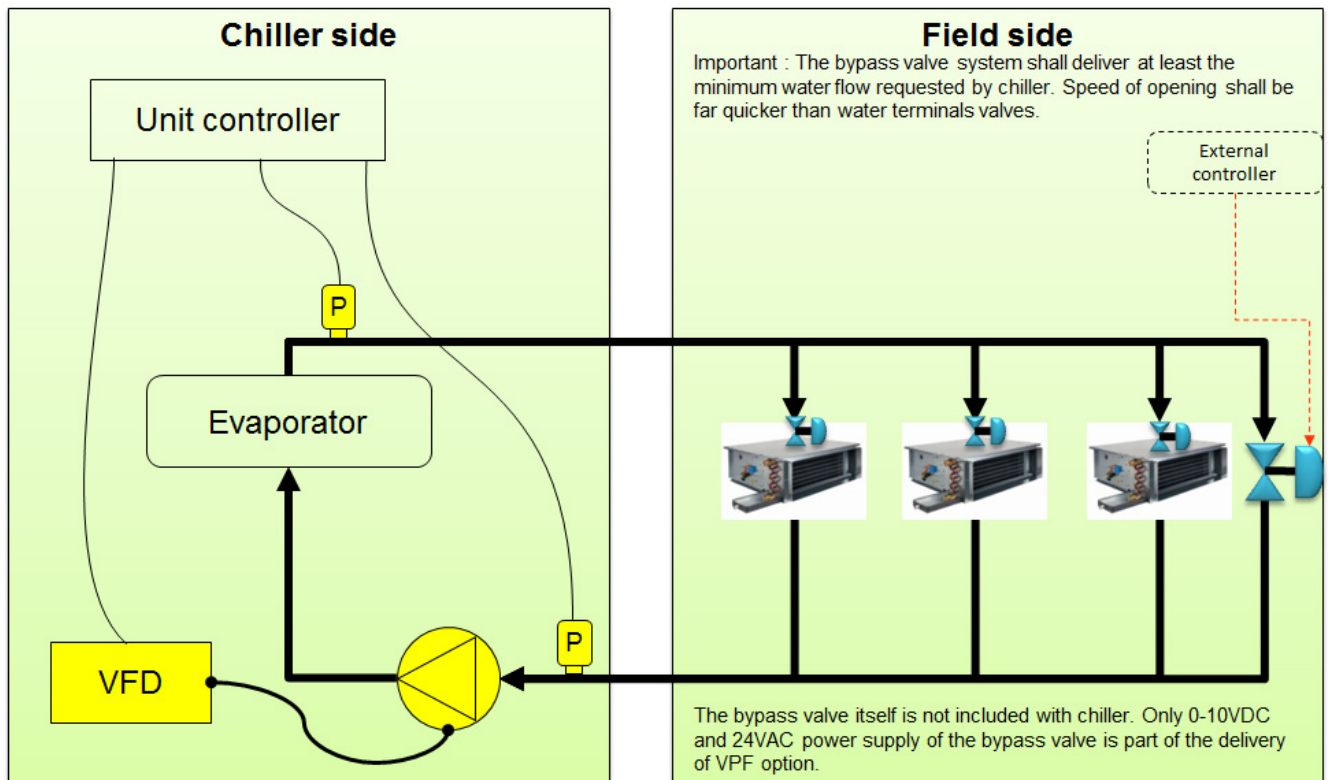 Chiller side
Unit controller
P
Evaporator
P
VFD
Field side
Important : The bypass valve system shall deliver at least the
minimum water flow requested by chiller. Speed of opening shall be
far quicker than water terminals valves.
External
controller
The bypass valve itself is not included with chiller. Only 0-10VDC
and 24VAC power supply of the bypass valve is part of the delivery
of VPF option.